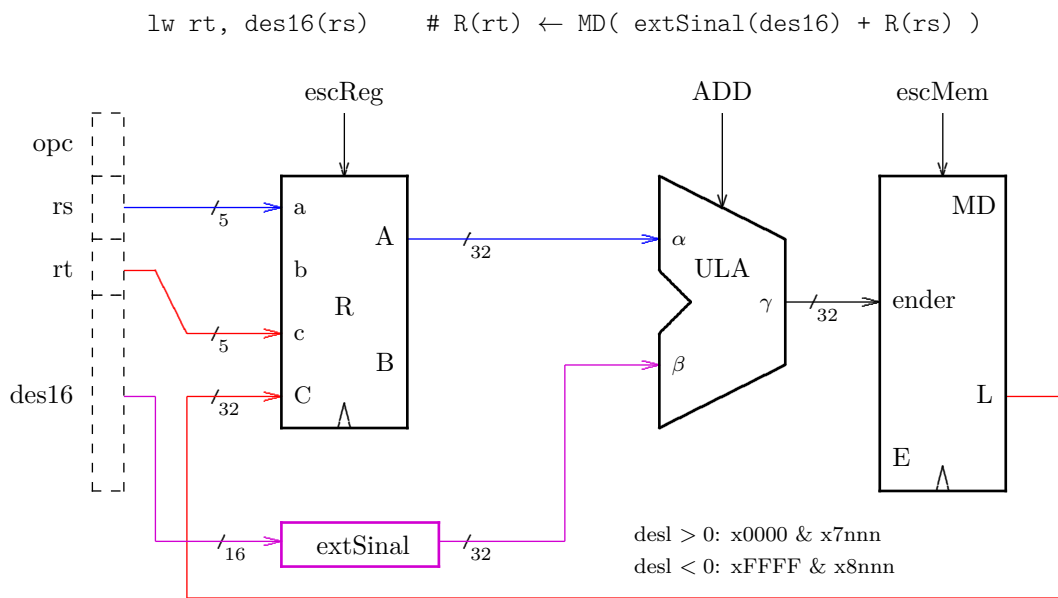 lw rt, des16(rs) # R(rt) ← MD( extSinal(des16) + R(rs) )
escReg ADD escMem
opc
rs 5 a MD
rt A 32 α
b ULA
R γ 32 ender
5 c
B β
des16 32 C L
E
16 extSinal 32
desl > 0: x0000 & x7nnn
desl < 0: xFFFF & x8nnn